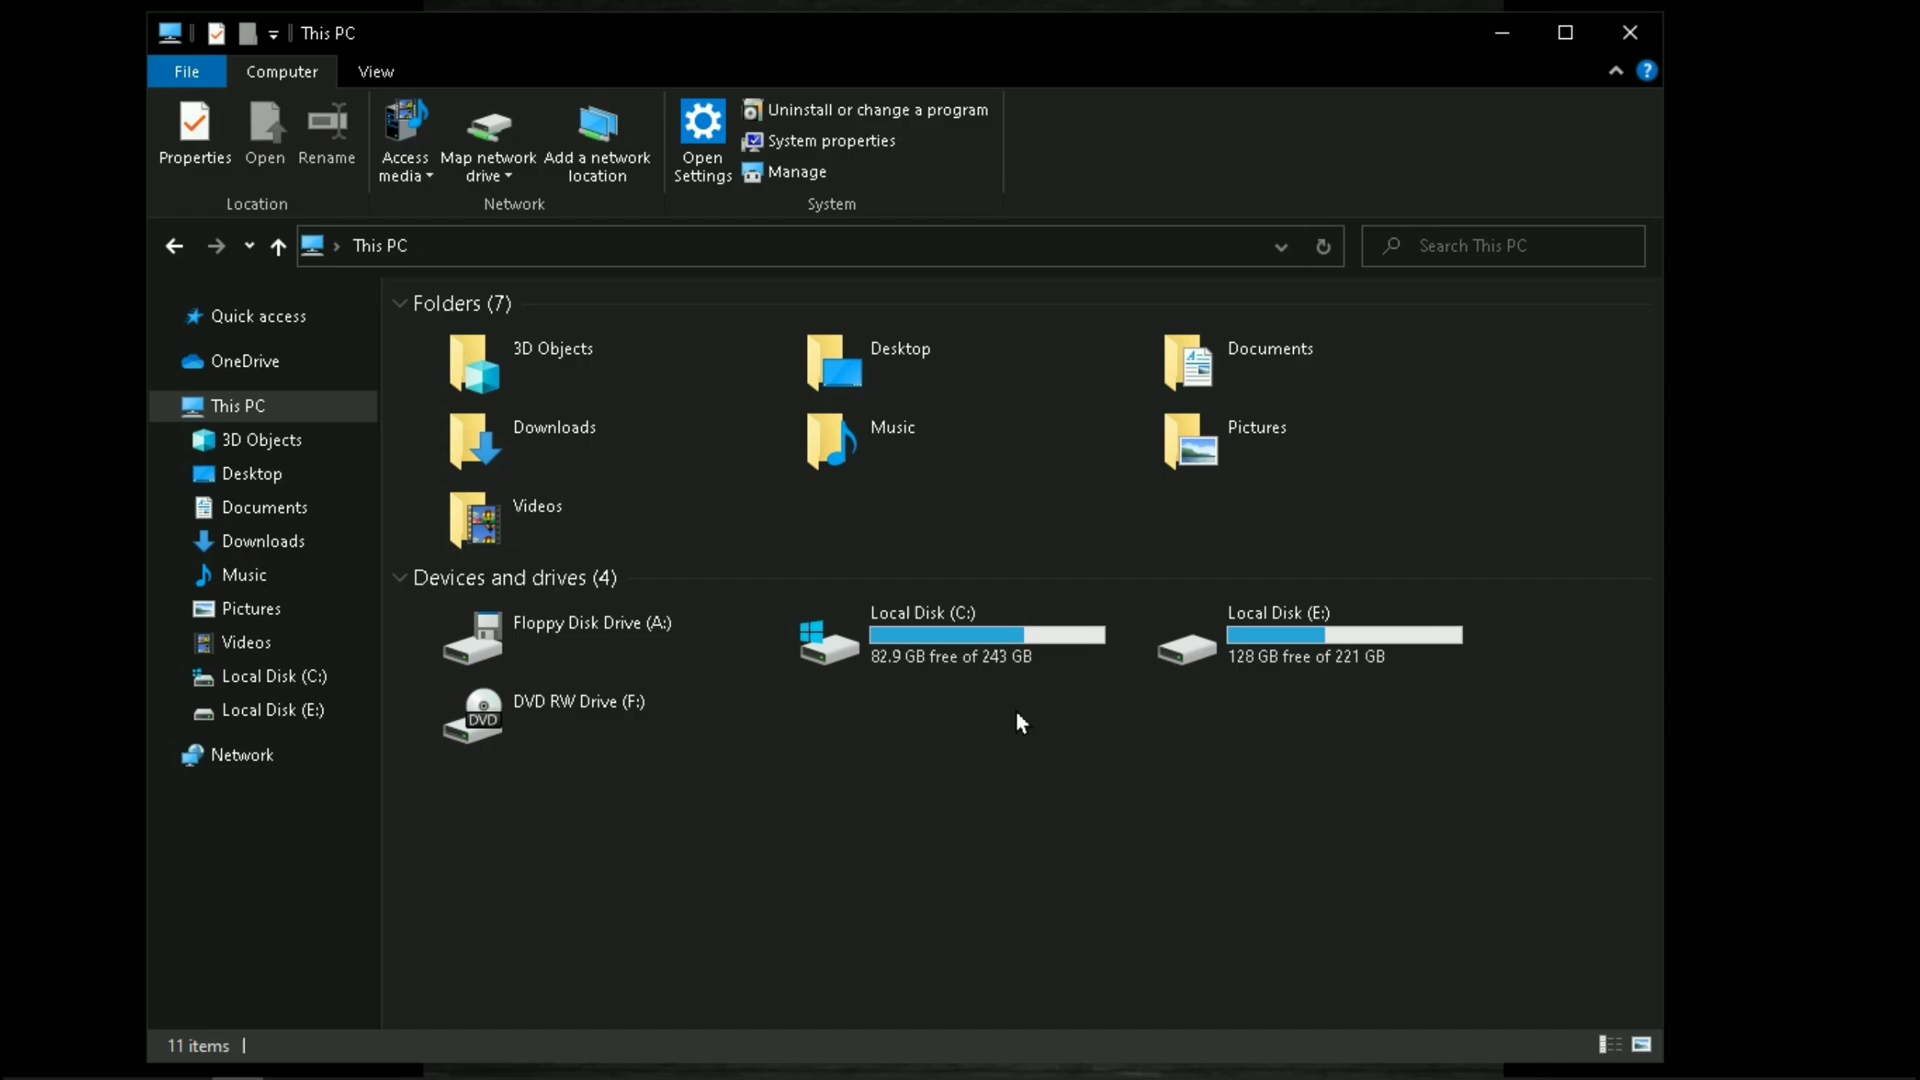 This PC
File Computer View
Properties Open Rename Access media Map network drive Add a network location Open Settings Uninstall or change a program
System properties
Manage
Location Network System
This PC Search This PC
Quick access
OneDrive
This PC
3D Objects
Desktop
Documents
Downloads
Music
Pictures
Videos
Local Disk (C:)
Local Disk (E:)
Network
Folders (7)
3D Objects Desktop Documents
Downloads Music Pictures
Videos
Devices and drives (4)
Floppy Disk Drive (A:) Local Disk (C:) Local Disk (E:)
82.9 GB free of 243 GB 128 GB free of 221 GB
DVD RW Drive (F:)
DVD
11 items